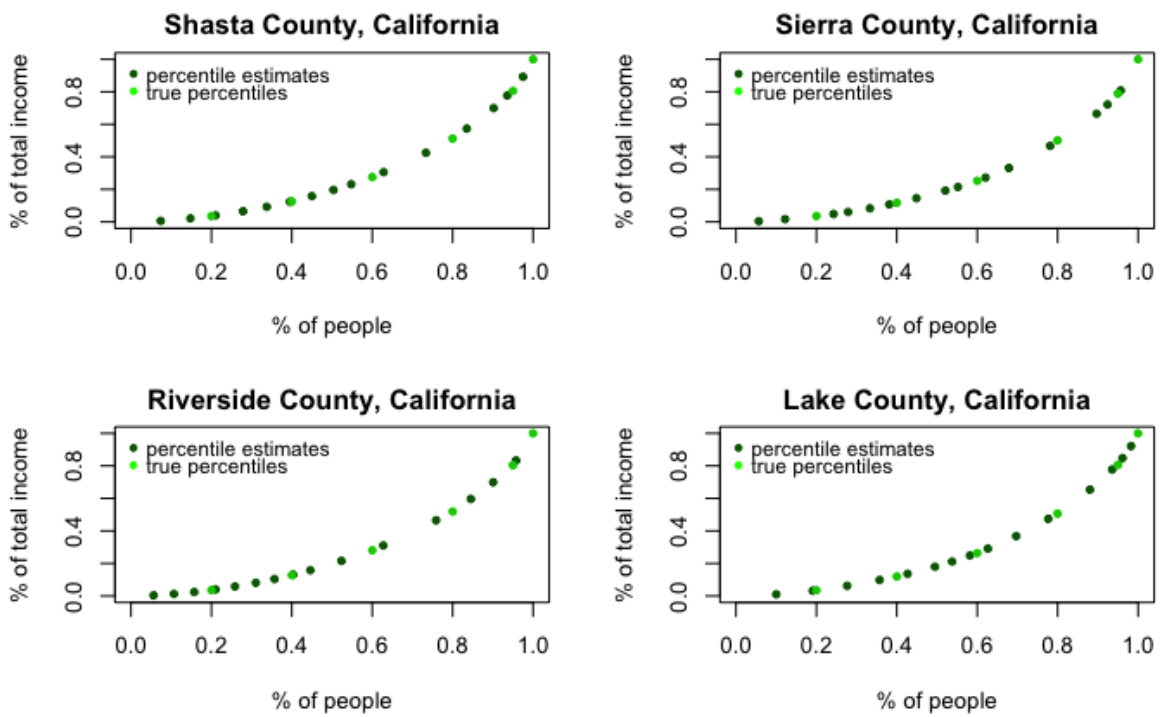 Shasta County, California
% of total income
percentile estimates
true percentiles
0.0 0.4 0.8
0.0 0.2 0.4 0.6 0.8 1.0
% of people
Sierra County, California
% of total income
percentile estimates
true percentiles
0.0 0.4 0.8
0.0 0.2 0.4 0.6 0.8 1.0
% of people
Riverside County, California
% of total income
percentile estimates
true percentiles
0.0 0.4 0.8
0.0 0.2 0.4 0.6 0.8 1.0
% of people
Lake County, California
% of total income
percentile estimates
true percentiles
0.0 0.4 0.8
0.0 0.2 0.4 0.6 0.8 1.0
% of people